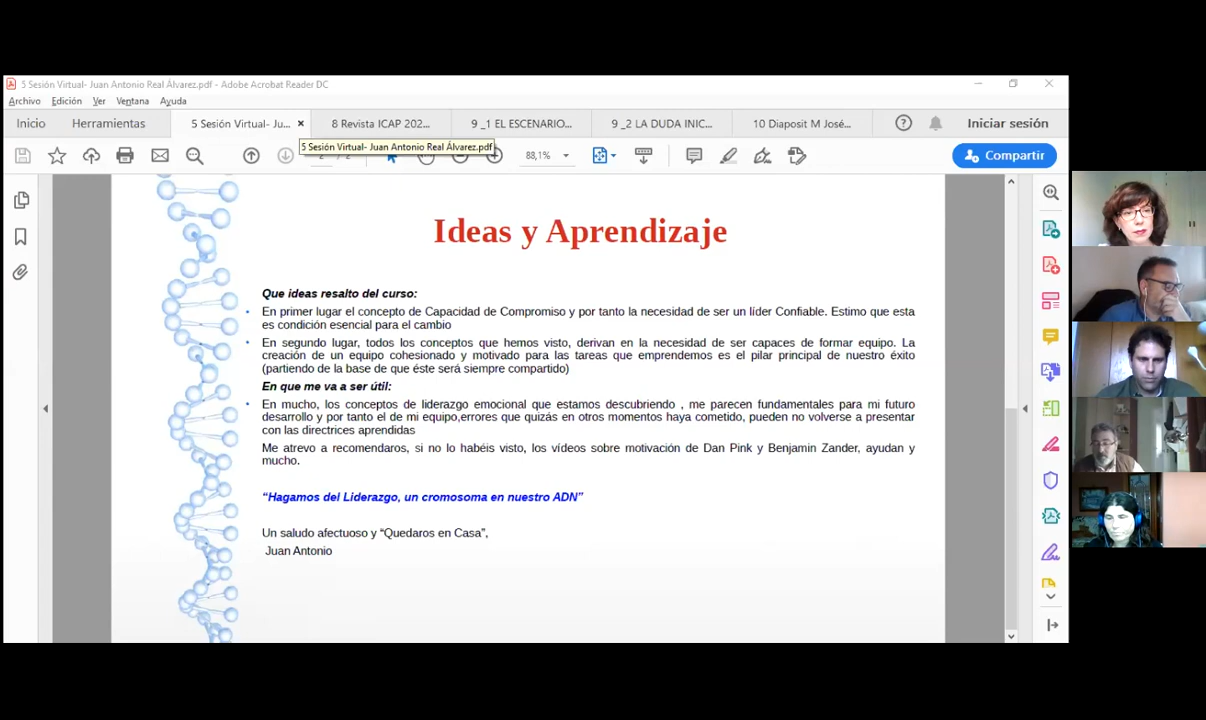 5 Sesión Virtual- Juan Antonio Real Álvarez.pdf - Adobe Acrobat Reader DC
Archivo Edición Ver Ventana Ayuda
Inicio Herramientas 5 Sesión Virtual- Ju... × 8 Revista ICAP 202... 9 _1 EL ESCENARIO... 9 _2 LA DUDA INIC... 10 Diaposit M José... Iniciar sesión
5 Sesión Virtual- Juan Antonio Real Álvarez.pdf
88,1% Compartir
Ideas y Aprendizaje
Que ideas resalto del curso:
• En primer lugar el concepto de Capacidad de Compromiso y por tanto la necesidad de ser un líder Confiable. Estimo que esta
es condición esencial para el cambio
• En segundo lugar, todos los conceptos que hemos visto, derivan en la necesidad de ser capaces de formar equipo. La
creación de un equipo cohesionado y motivado para las tareas que emprendemos es el pilar principal de nuestro éxito
(partiendo de la base de que éste será siempre compartido)
En que me va a ser útil:
• En mucho, los conceptos de liderazgo emocional que estamos descubriendo , me parecen fundamentales para mi futuro
desarrollo y por tanto el de mi equipo,errores que quizás en otros momentos haya cometido, pueden no volverse a presentar
con las directrices aprendidas
Me atrevo a recomendaros, si no lo habéis visto, los vídeos sobre motivación de Dan Pink y Benjamin Zander, ayudan y
mucho.
“Hagamos del Liderazgo, un cromosoma en nuestro ADN”
Un saludo afectuoso y “Quedaros en Casa”,
Juan Antonio